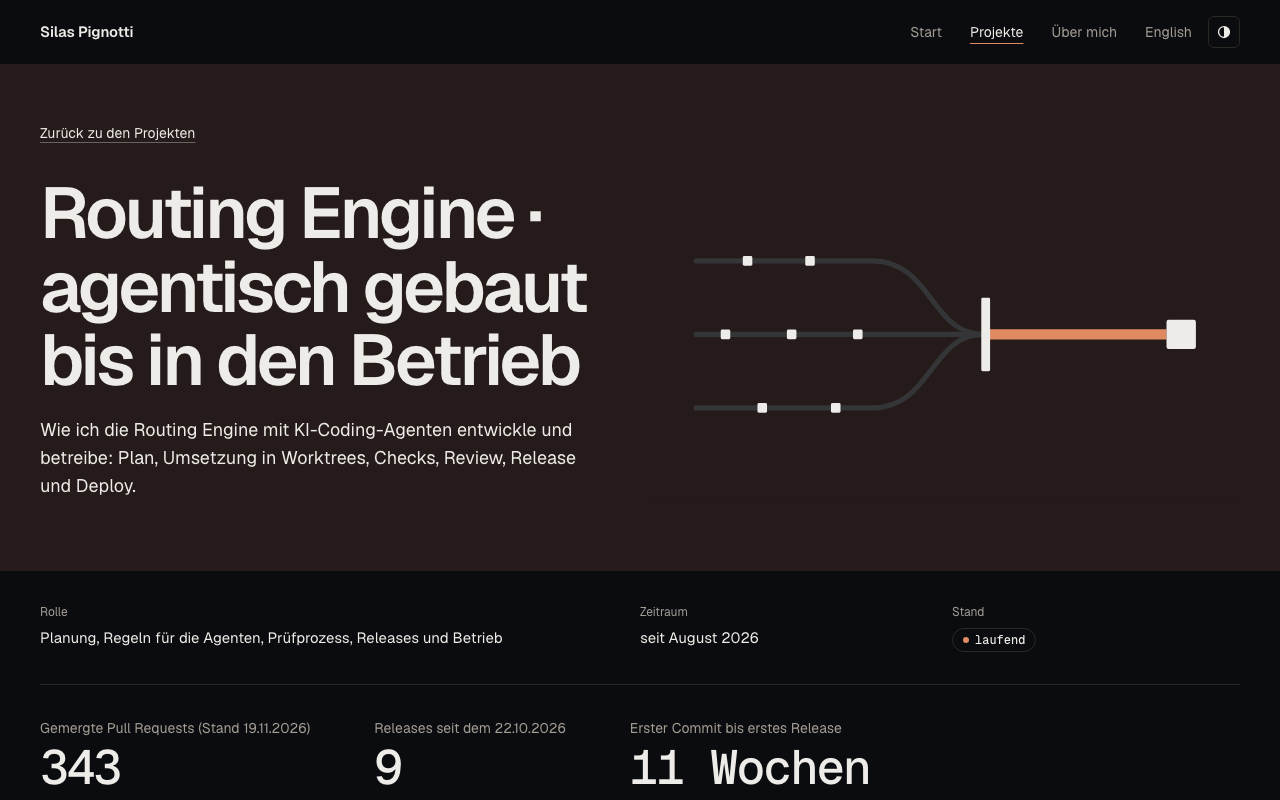 Silas Pignotti
Start
Projekte
Über mich
English
Zurück zu den Projekten
Routing Engine ·
agentisch gebaut
bis in den Betrieb
Wie ich die Routing Engine mit KI-Coding-Agenten entwickle und
betreibe: Plan, Umsetzung in Worktrees, Checks, Review, Release
und Deploy.
Rolle
Planung, Regeln für die Agenten, Prüfprozess, Releases und Betrieb
Zeitraum
seit August 2026
Stand
laufend
Gemergte Pull Requests (Stand 19.11.2026)
343
Releases seit dem 22.10.2026
9
Erster Commit bis erstes Release
11 Wochen